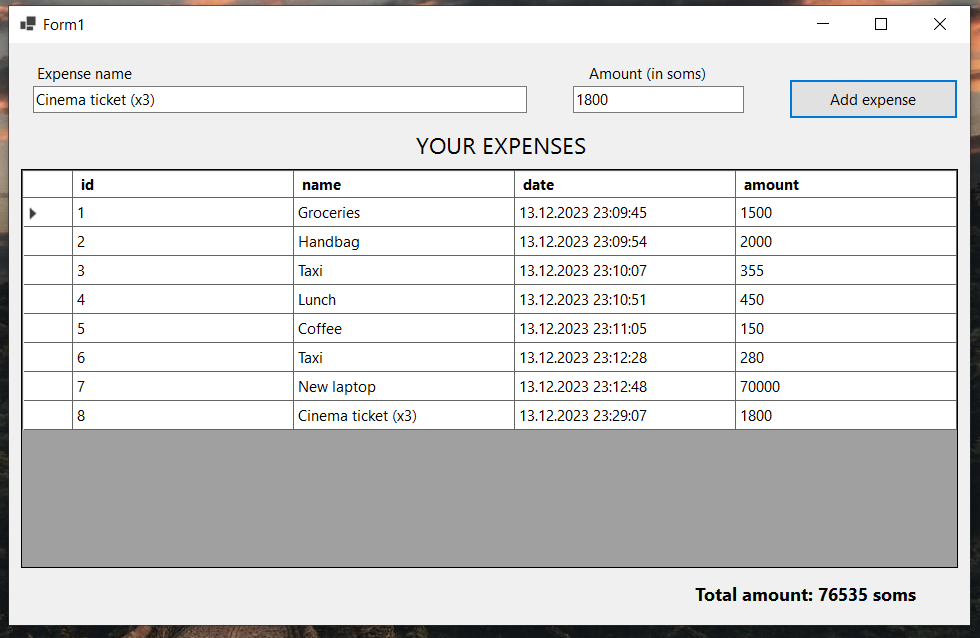 Form1
Expense name Amount (in soms)
Cinema ticket (x3) 1800 Add expense
YOUR EXPENSES
id name date amount
1 Groceries 13.12.2023 23:09:45 1500
2 Handbag 13.12.2023 23:09:54 2000
3 Taxi 13.12.2023 23:10:07 355
4 Lunch 13.12.2023 23:10:51 450
5 Coffee 13.12.2023 23:11:05 150
6 Taxi 13.12.2023 23:12:28 280
7 New laptop 13.12.2023 23:12:48 70000
8 Cinema ticket (x3) 13.12.2023 23:29:07 1800
Total amount: 76535 soms